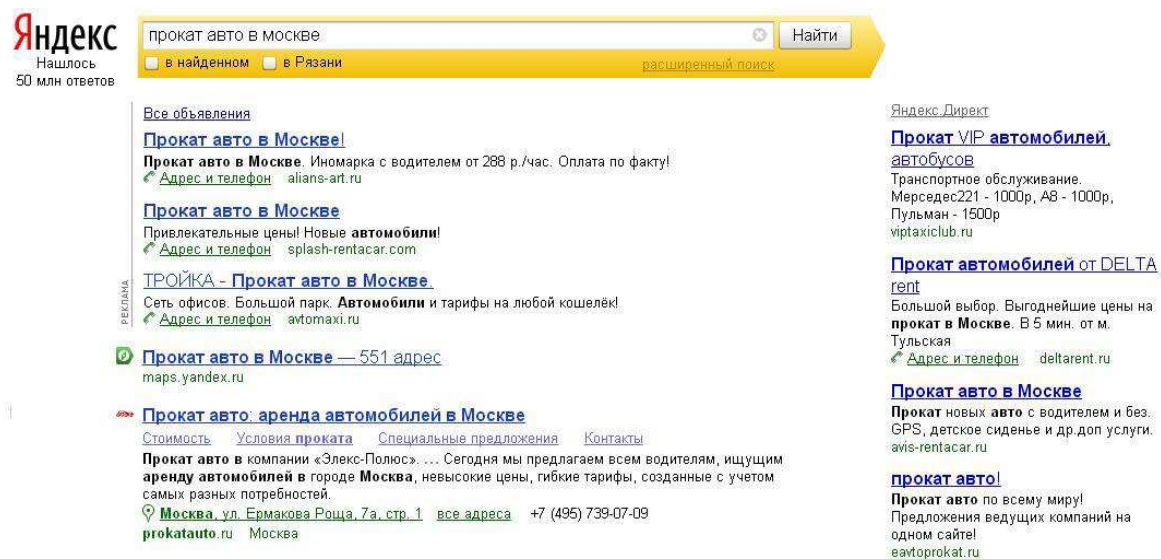 Яндекс
Нашлось
50 млн ответов
прокат авто в москве
Найти
в найденном в Рязани расширенный поиск
Все объявления
Прокат авто в Москве!
Прокат авто в Москве. Иномарка с водителем от 288 р./час. Оплата по факту!
Адрес и телефон alians-art.ru
Прокат авто в Москве
Привлекательные цены! Новые автомобили!
Адрес и телефон splash-rentacar.com
ТРОЙКА - Прокат авто в Москве.
Сеть офисов. Большой парк. Автомобили и тарифы на любой кошелёк!
Адрес и телефон avtomaxi.ru
РЕКЛАМА
Прокат авто в Москве — 551 адрес
maps.yandex.ru
1
Прокат авто: аренда автомобилей в Москве
Стоимость Условия проката Специальные предложения Контакты
Прокат авто в компании «Элекс-Полюс». ... Сегодня мы предлагаем всем водителям, ищущим
аренду автомобилей в городе Москва, невысокие цены, гибкие тарифы, созданные с учетом
самых разных потребностей.
Москва, ул. Ермакова Роща, 7а, стр. 1 все адреса +7 (495) 739-07-09
prokatauto.ru Москва
Яндекс.Директ
Прокат VIP автомобилей,
автобусов
Транспортное обслуживание.
Мерседес221 - 1000р, А8 - 1000р,
Пульман - 1500р
viptaxiclub.ru
Прокат автомобилей от DELTA
rent
Большой выбор. Выгоднейшие цены на
прокат в Москве. В 5 мин. от м.
Тульская
Адрес и телефон deltarent.ru
Прокат авто в Москве
Прокат новых авто с водителем и без.
GPS, детское сиденье и др.доп услуги.
avis-rentacar.ru
прокат авто!
Прокат авто по всему миру!
Предложения ведущих компаний на
одном сайте!
eavtoprokat.ru